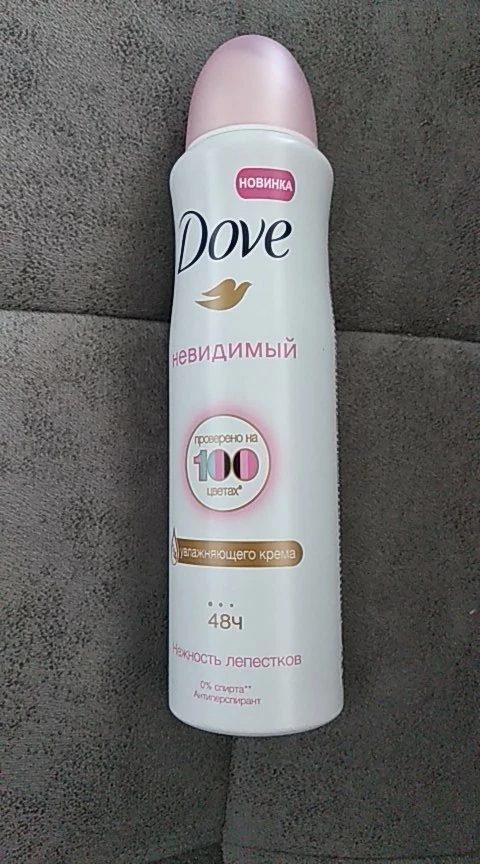 НОВИНКА
Dove
невидимый
проверено на
100
цветах*
увлажняющего крема
48ч
Нежность лепестков
0% спирта**
Антиперспирант